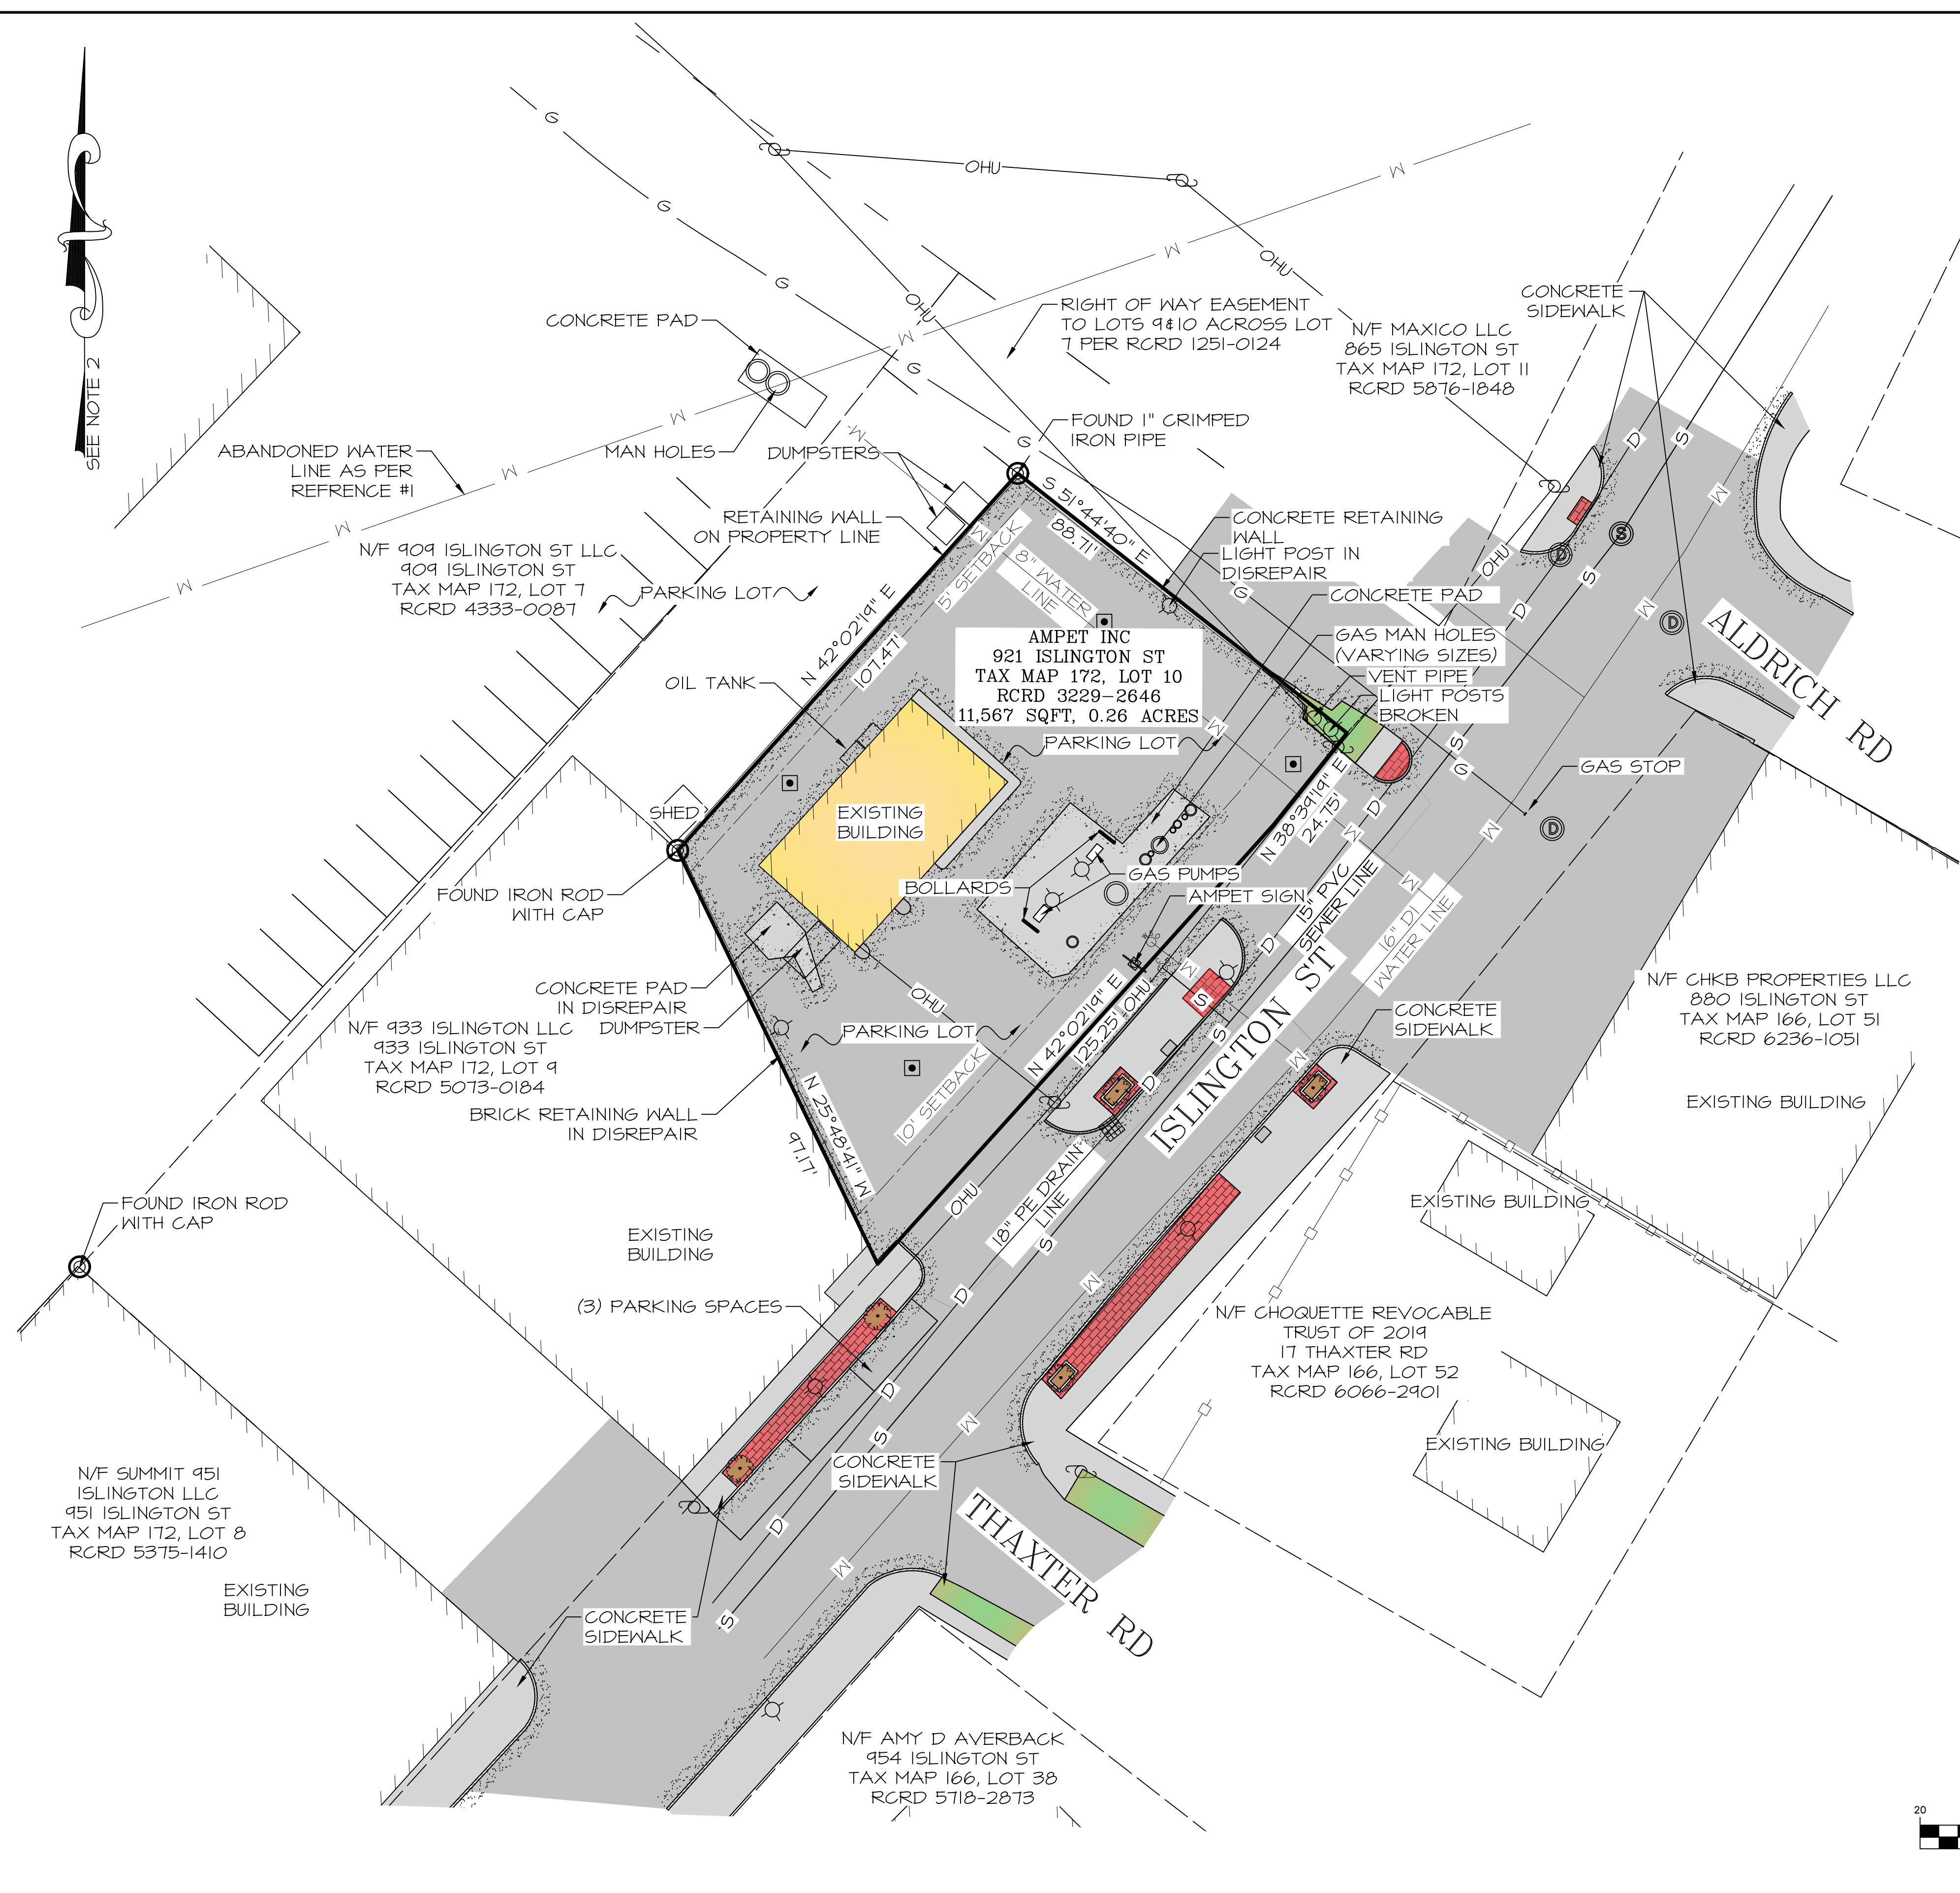 SEE NOTE 2
OHU
OHU
OHU
G
G
G
G
G
W
W
W
W
W
W
W
CONCRETE PAD
RIGHT OF WAY EASEMENT
TO LOTS 9&10 ACROSS LOT
7 PER RCRD 1251-0124
CONCRETE
SIDEWALK
N/F MAXICO LLC
865 ISLINGTON ST
TAX MAP 172, LOT 11
RCRD 5876-1848
ABANDONED WATER
LINE AS PER
REFRENCE #1
MAN HOLES
DUMPSTERS
FOUND 1" CRIMPED
IRON PIPE
RETAINING WALL
ON PROPERTY LINE
S 51°44'40" E
88.71'
CONCRETE RETAINING
WALL
LIGHT POST IN
DISREPAIR
N/F 909 ISLINGTON ST LLC
909 ISLINGTON ST
TAX MAP 172, LOT 7
RCRD 4333-0087
PARKING LOT
5' SETBACK
8" WATER
LINE
N 42°02'19" E
107.47'
CONCRETE PAD
GAS MAN HOLES
(VARYING SIZES)
VENT PIPE
LIGHT POSTS
BROKEN
AMPET INC
921 ISLINGTON ST
TAX MAP 172, LOT 10
RCRD 3229-2646
11,567 SQFT, 0.26 ACRES
OIL TANK
PARKING LOT
ALDRICH RD
GAS STOP
SHED
EXISTING
BUILDING
N 38°39'19" E
24.75'
FOUND IRON ROD
WITH CAP
BOLLARDS
GAS PUMPS
AMPET SIGN
15" PVC
SEWER LINE
16" DI
WATER LINE
CONCRETE PAD
IN DISREPAIR
DUMPSTER
N/F 933 ISLINGTON LLC
933 ISLINGTON ST
TAX MAP 172, LOT 9
RCRD 5073-0184
OHU
PARKING LOT
N 42°02'19" E
125.25'
OHU
ISLINGTON ST
CONCRETE
SIDEWALK
N/F CHKB PROPERTIES LLC
880 ISLINGTON ST
TAX MAP 166, LOT 51
RCRD 6236-1051
EXISTING BUILDING
BRICK RETAINING WALL
IN DISREPAIR
N 25°48'41" W
97.17'
10' SETBACK
18" PE DRAIN
LINE
OHU
FOUND IRON ROD
WITH CAP
EXISTING
BUILDING
EXISTING BUILDING
(3) PARKING SPACES
N/F CHOQUETTE REVOCABLE
TRUST OF 2019
17 THAXTER RD
TAX MAP 166, LOT 52
RCRD 6066-2901
EXISTING BUILDING
CONCRETE
SIDEWALK
N/F SUMMIT 951
ISLINGTON LLC
951 ISLINGTON ST
TAX MAP 172, LOT 8
RCRD 5375-1410
THAXTER RD
EXISTING
BUILDING
CONCRETE
SIDEWALK
N/F AMY D AVERBACK
954 ISLINGTON ST
TAX MAP 166, LOT 38
RCRD 5718-2873
20